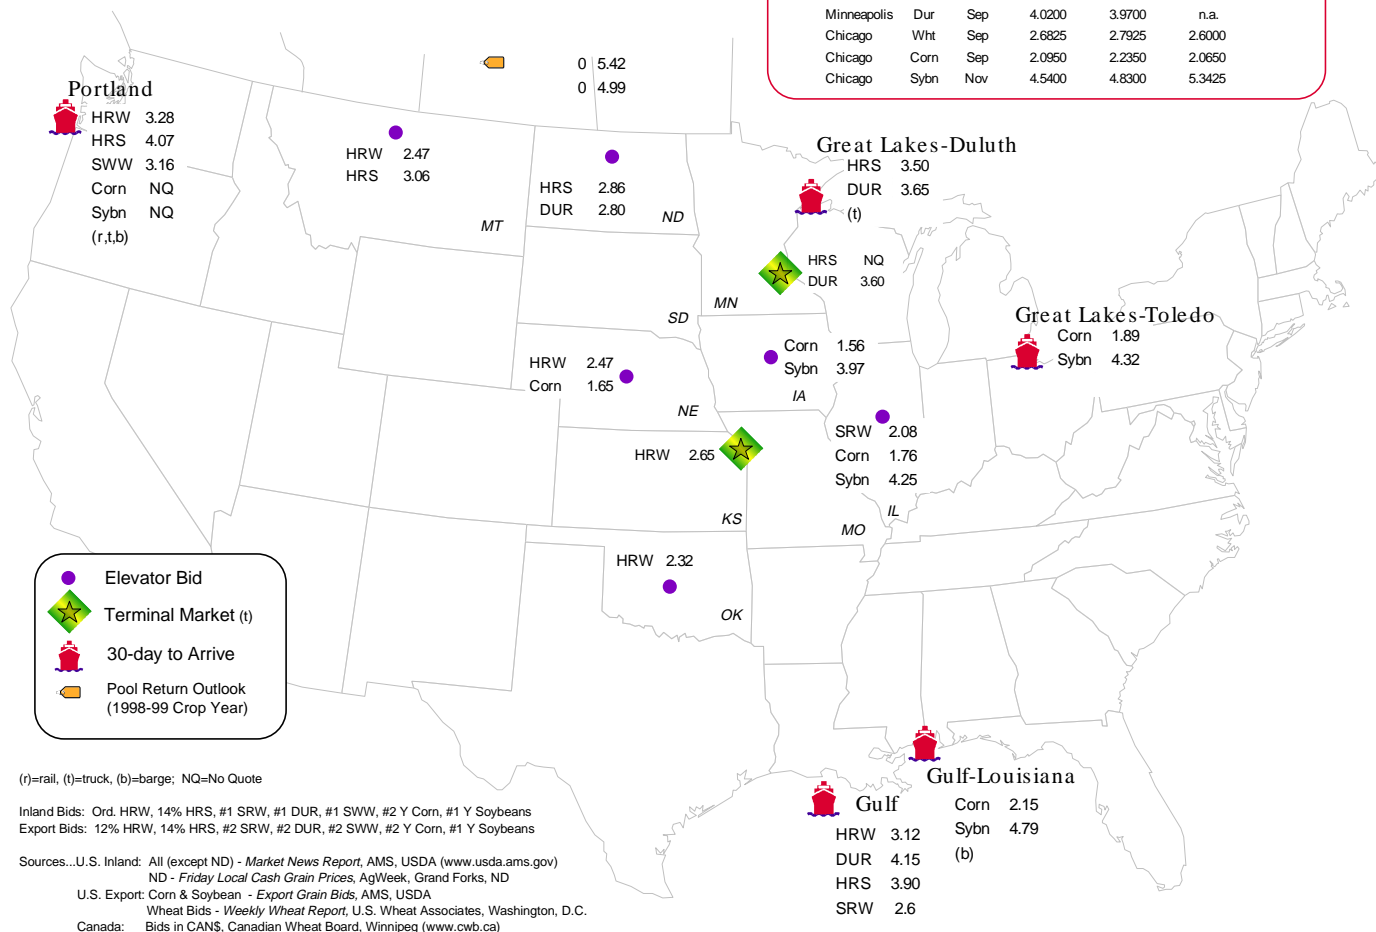 Minneapolis Dur Sep 4.0200 3.9700 n.a.
Chicago Wht Sep 2.6825 2.7925 2.6000
Chicago Corn Sep 2.0950 2.2350 2.0650
Chicago Sybn Nov 4.5400 4.8300 5.3425
0 5.42
0 4.99
Portland
HRW 3.28
HRS 4.07
SWW 3.16
Corn NQ
Sybn NQ
(r,t,b)
HRW 2.47
HRS 3.06
MT
HRS 2.86
DUR 2.80
ND
Great Lakes-Duluth
HRS 3.50
DUR 3.65
(t)
HRS NQ
DUR 3.60
MN
SD
Great Lakes-Toledo
Corn 1.89
Sybn 4.32
HRW 2.47
Corn 1.65
NE
Corn 1.56
Sybn 3.97
IA
SRW 2.08
Corn 1.76
Sybn 4.25
IL
HRW 2.65
KS
MO
HRW 2.32
OK
Elevator Bid
Terminal Market (t)
30-day to Arrive
Pool Return Outlook
(1998-99 Crop Year)
Gulf-Louisiana
Corn 2.15
Sybn 4.79
(b)
Gulf
HRW 3.12
DUR 4.15
HRS 3.90
SRW 2.6
(r)=rail, (t)=truck, (b)=barge; NQ=No Quote
Inland Bids: Ord. HRW, 14% HRS, #1 SRW, #1 DUR, #1 SWW, #2 Y Corn, #1 Y Soybeans
Export Bids: 12% HRW, 14% HRS, #2 SRW, #2 DUR, #2 SWW, #2 Y Corn, #1 Y Soybeans
Sources...U.S. Inland: All (except ND) - Market News Report, AMS, USDA (www.usda.ams.gov)
ND - Friday Local Cash Grain Prices, AgWeek, Grand Forks, ND
U.S. Export: Corn & Soybean - Export Grain Bids, AMS, USDA
Wheat Bids - Weekly Wheat Report, U.S. Wheat Associates, Washington, D.C.
Canada: Bids in CAN$, Canadian Wheat Board, Winnipeg (www.cwb.ca)